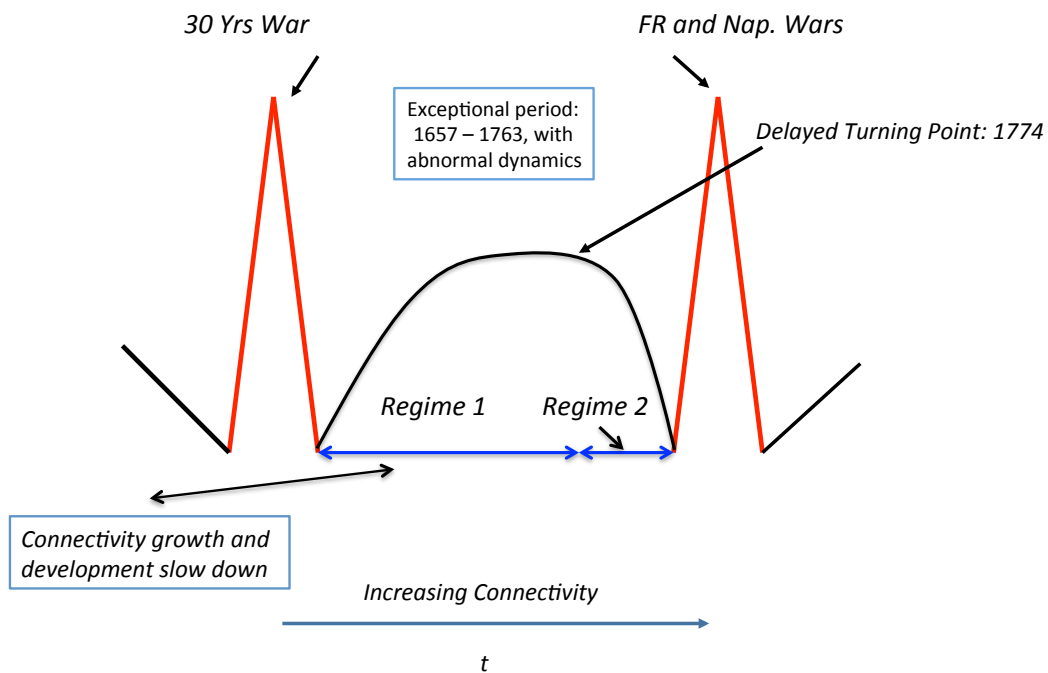 30 Yrs War
FR and Nap. Wars
Exceptional period:
1657 – 1763, with
abnormal dynamics
Delayed Turning Point: 1774
Regime 1
Regime 2
Connectivity growth and
development slow down
Increasing Connectivity
t